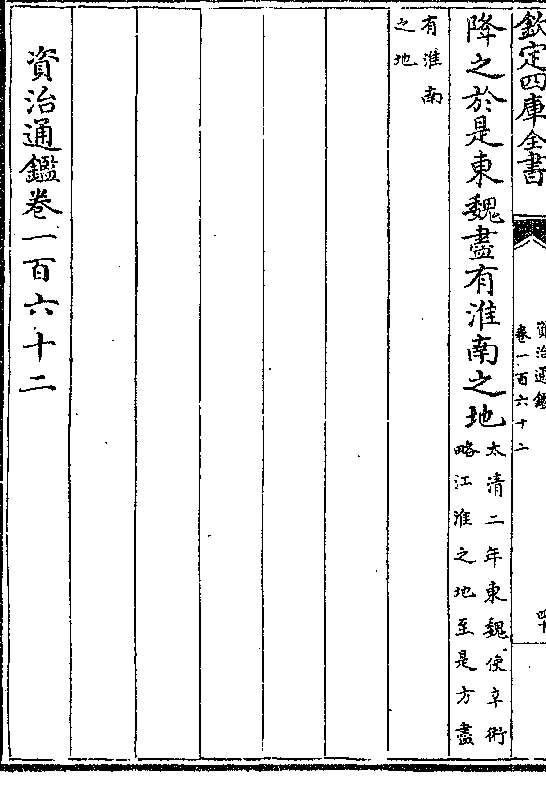 欽定四庫全書
資治通鑑
卷一百六十二
四十
降之於是東魏盡有淮南之地
太清二年東魏使辛術
略江淮之地至是方盡
有淮南
之地
資治通鑑卷一百六十二